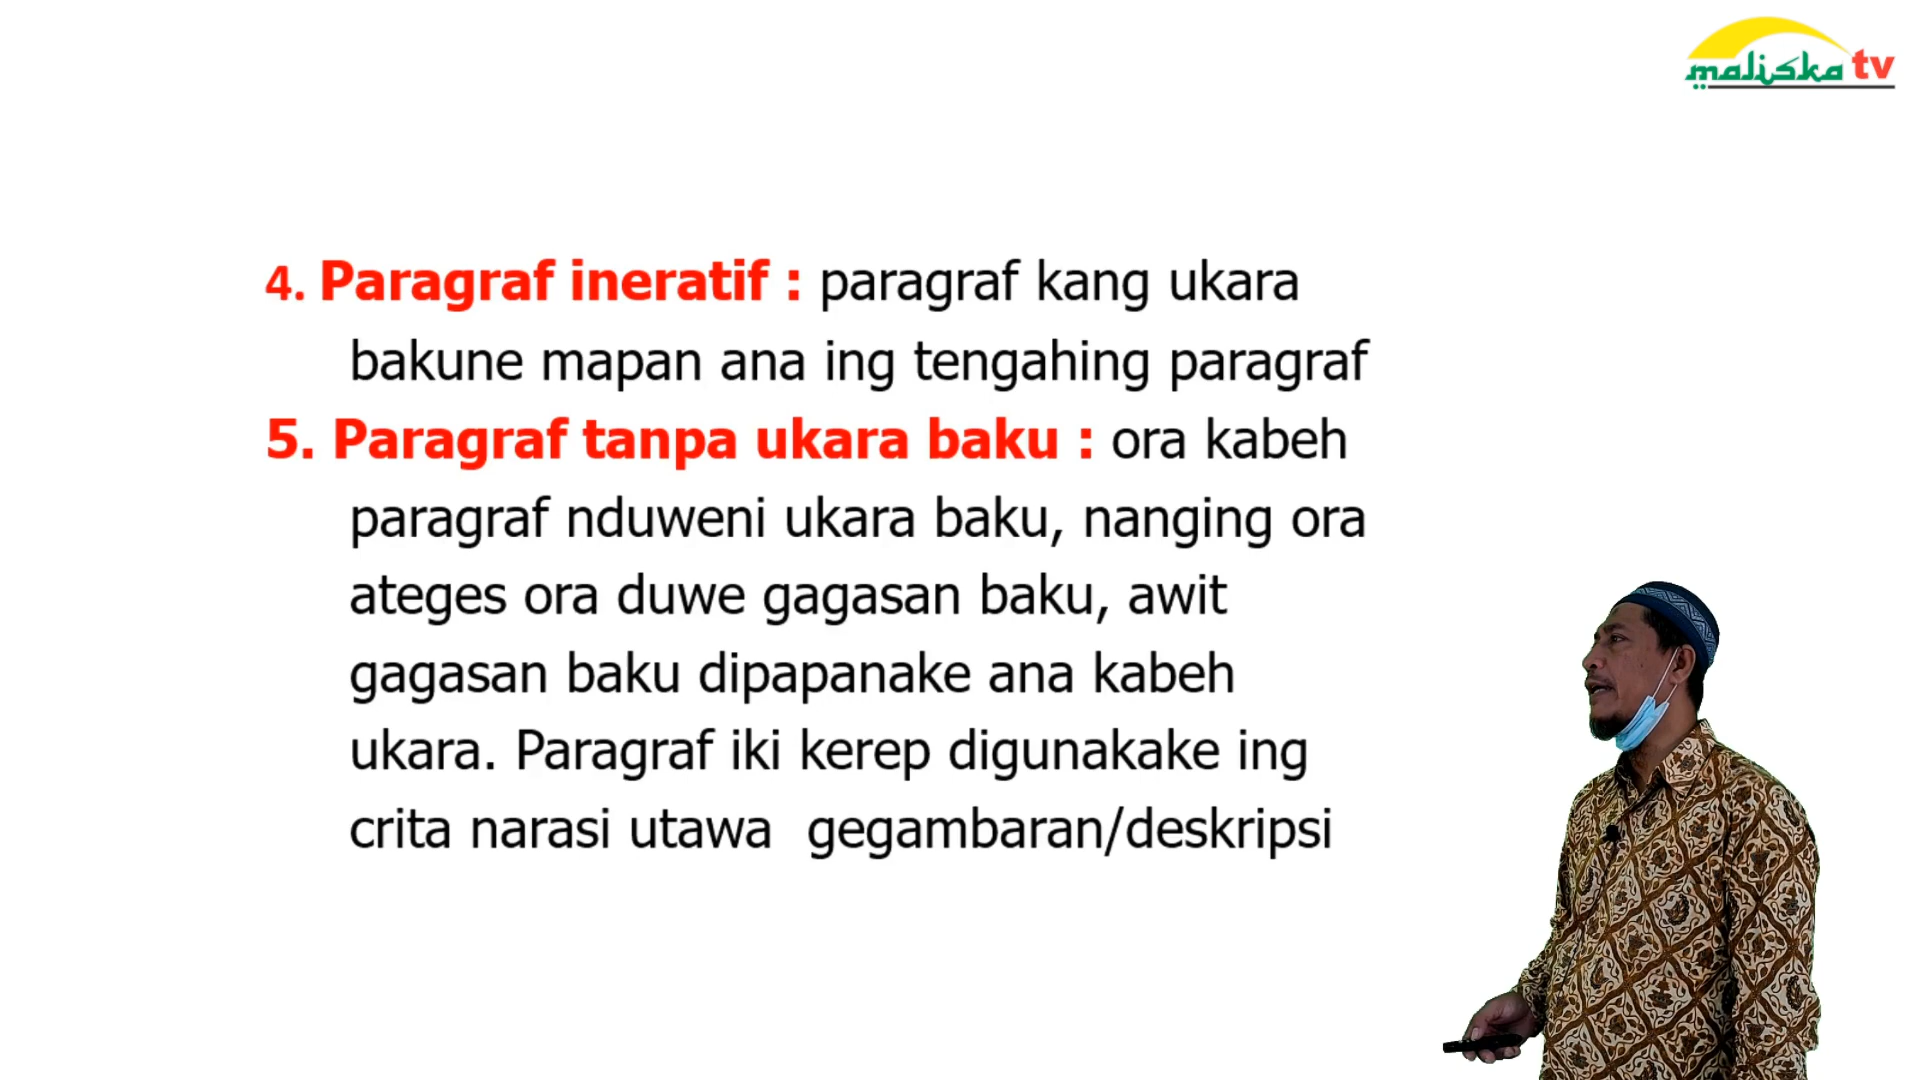 maliska tv
4. Paragraf ineratif : paragraf kang ukara
bakune mapan ana ing tengahing paragraf
5. Paragraf tanpa ukara baku : ora kabeh
paragraf nduweni ukara baku, nanging ora
ateges ora duwe gagasan baku, awit
gagasan baku dipapanake ana kabeh
ukara. Paragraf iki kerep digunakake ing
crita narasi utawa gegambaran/deskripsi